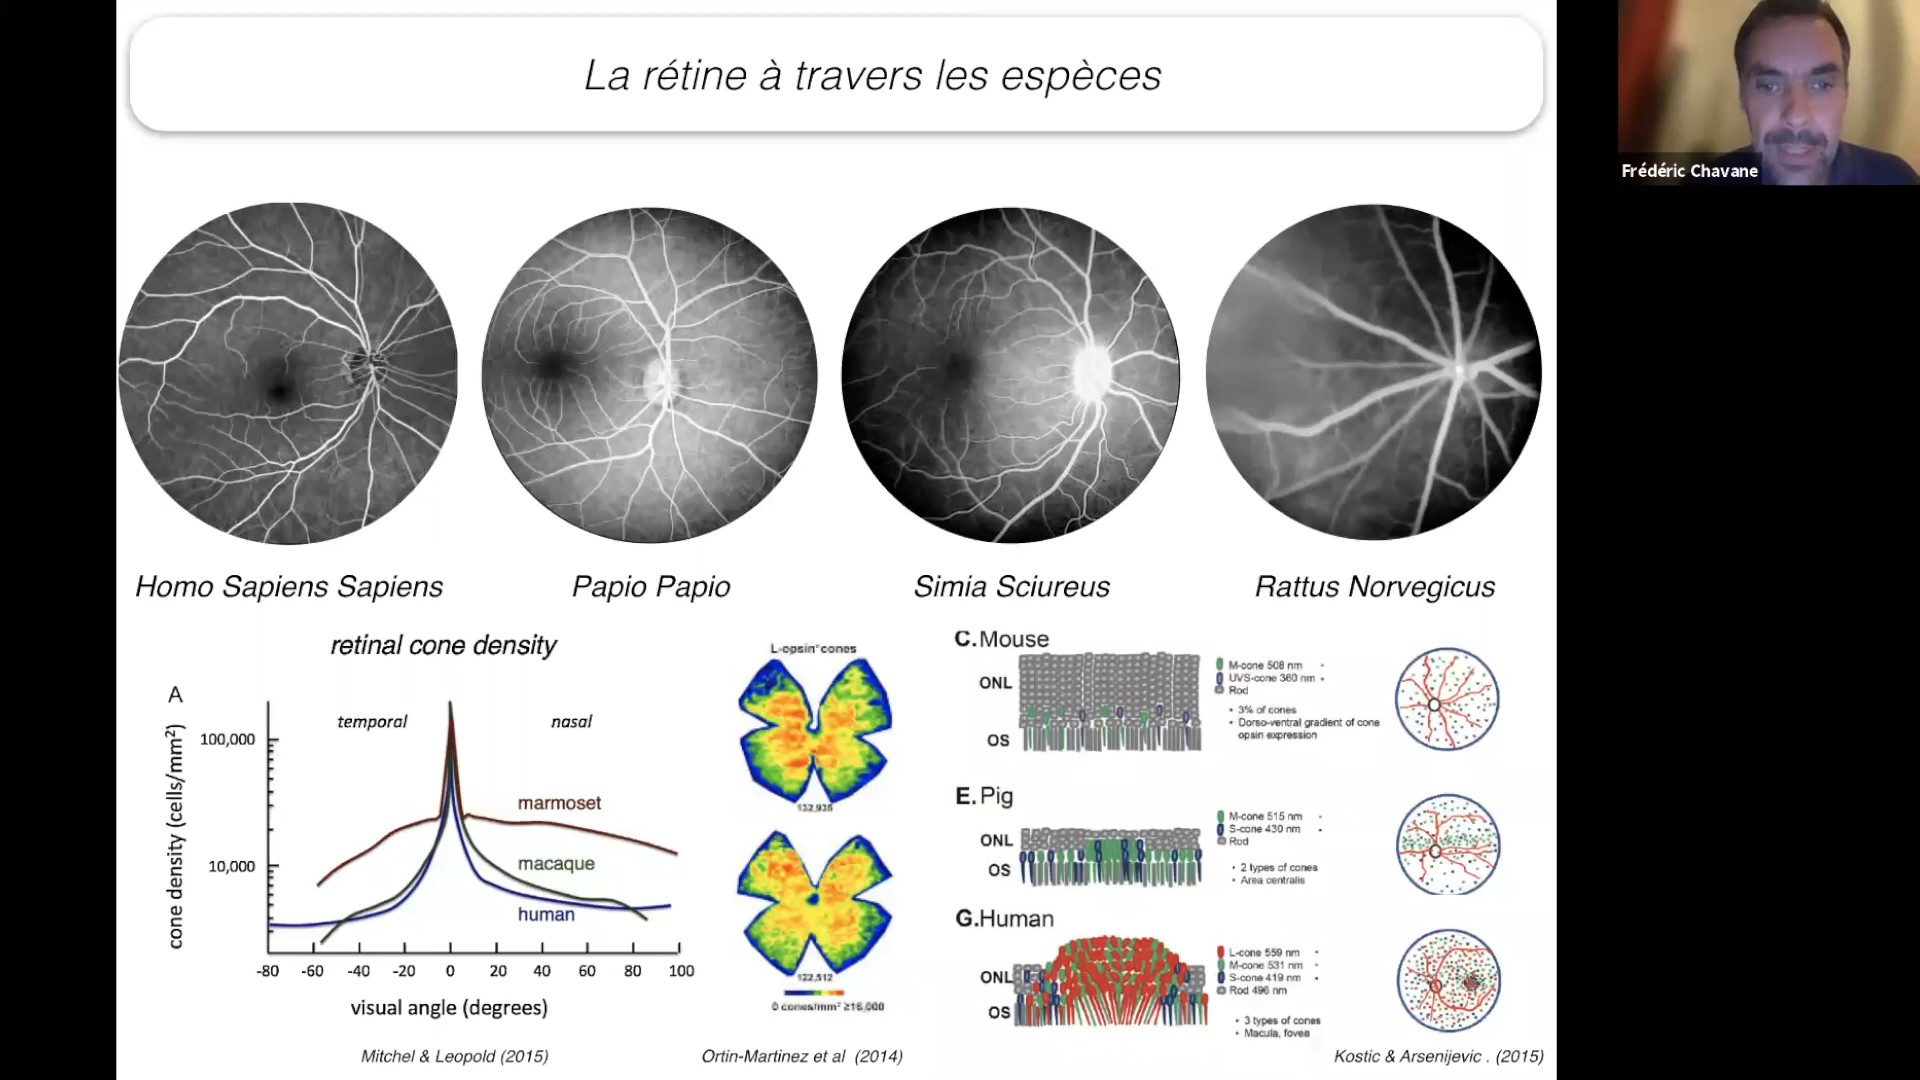 La rétine à travers les espèces
Frédéric Chavane
Homo Sapiens Sapiens
Papio Papio
Simia Sciureus
Rattus Norvegicus
retinal cone density
A
temporal
nasal
cone density (cells/mm²)
100,000
10,000
marmoset
macaque
human
-80 -60 -40 -20 0 20 40 60 80 100
visual angle (degrees)
Mitchel & Leopold (2015)
L-opsin⁺cones
132,935
122,512
0 cones/mm² ≥16,000
Ortin-Martinez et al (2014)
C. Mouse
ONL
OS
M-cone 508 nm
UVS-cone 360 nm
Rod
• 3% of cones
• Dorso-ventral gradient of cone
opsin expression
E. Pig
ONL
OS
M-cone 515 nm
S-cone 430 nm
Rod
• 2 types of cones
• Area centralis
G. Human
ONL
OS
L-cone 559 nm
M-cone 531 nm
S-cone 419 nm
Rod 496 nm
• 3 types of cones
• Macula, fovea
Kostic & Arsenijevic . (2015)